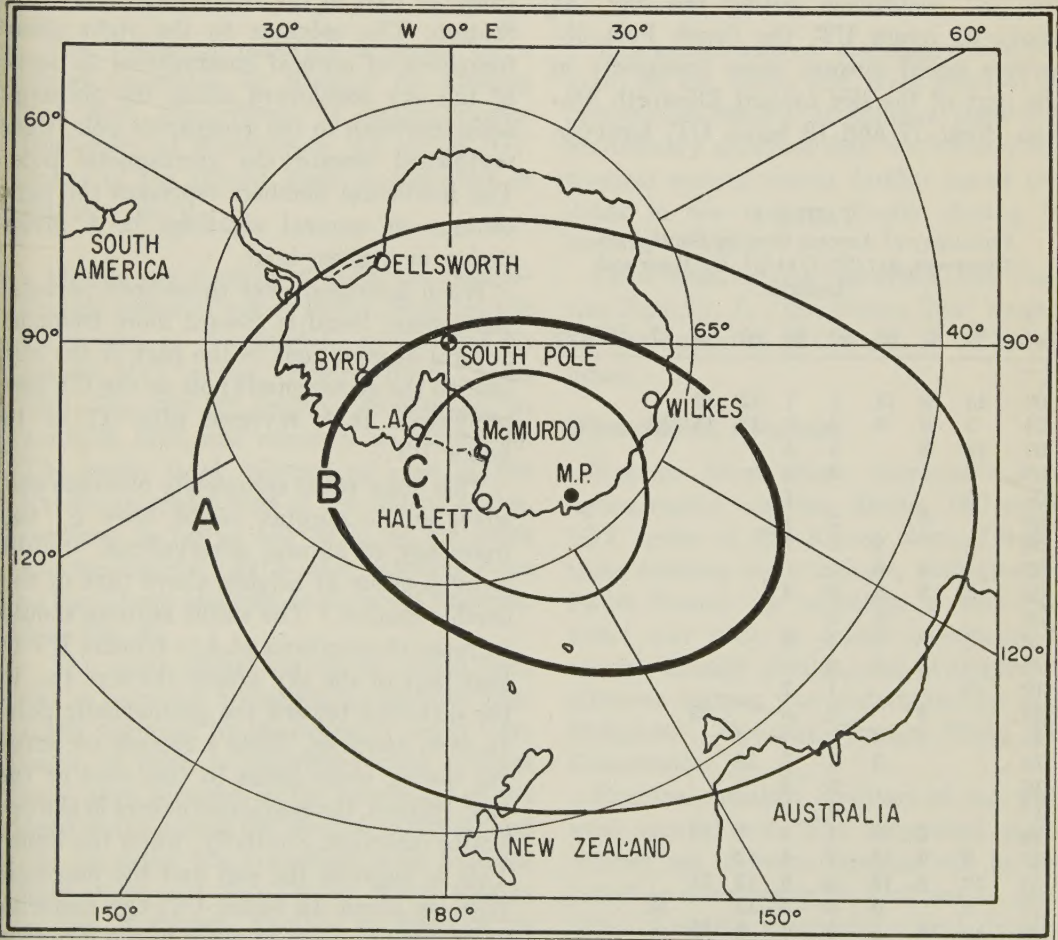 30° W 0° E 30° 60°
60°
SOUTH
AMERICA
ELLSWORTH
90° 65° 40° 90°
SOUTH POLE
BYRD
WILKES
L.A.
McMURDO
M.P.
A B C
HALLETT
120°
120°
AUSTRALIA
NEW ZEALAND
150° 180° 150°